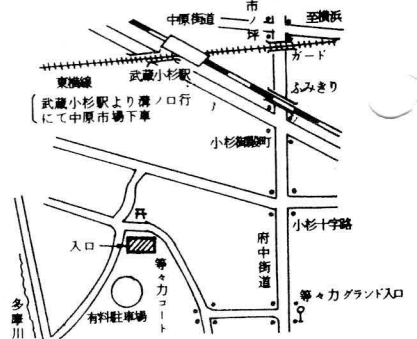 市ノ坪
中原街道
至横浜
ガード
東横線
武蔵小杉駅
ふみきり
武蔵小杉駅より溝ノ口行
にて中原市場下車
小杉御殿町
小杉十字路
府中街道
入口
等々力コート
等々力グランド入口
有料駐車場
多摩川